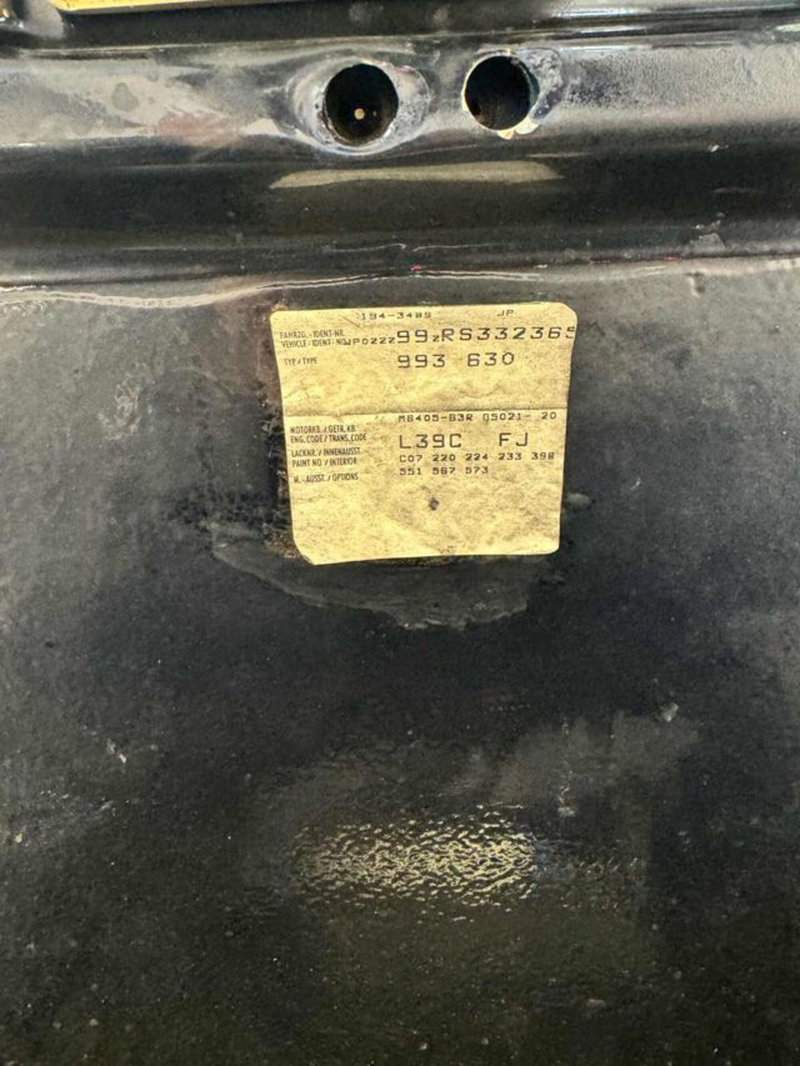 194-3489 JP
FAHRZG.-IDENT-NR.
VEHICLE-IDENT-NO. WP0ZZZ99ZRS332365
TYP/TYPE 993 630
M6405-63R G5021- 20
MOTORKB./GETR.KB.
ENG.CODE/TRANS.CODE
L39C FJ
LACKNR./INNENAUSST.
PAINT NO/INTERIOR
C07 220 224 233 398
M.-AUSST./OPTIONS 551 567 573